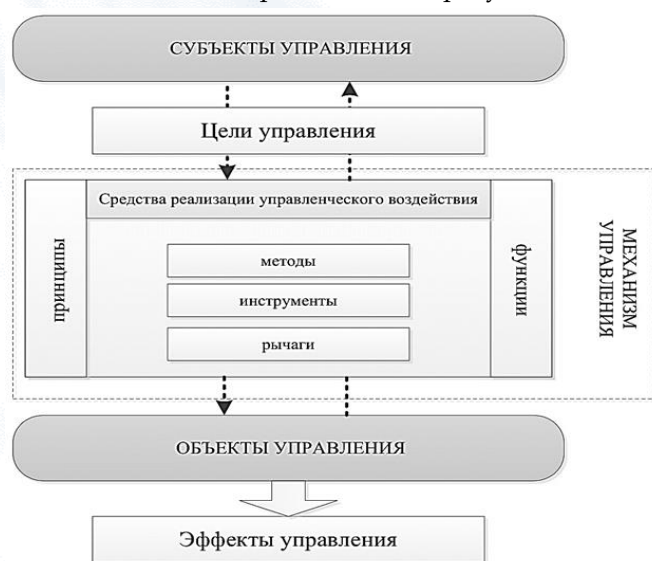 СУБЪЕКТЫ УПРАВЛЕНИЯ
Цели управления
Средства реализации управленческого воздействия
принципы
методы
инструменты
рычаги
функции
МЕХАНИЗМ
УПРАВЛЕНИЯ
ОБЪЕКТЫ УПРАВЛЕНИЯ
Эффекты управления